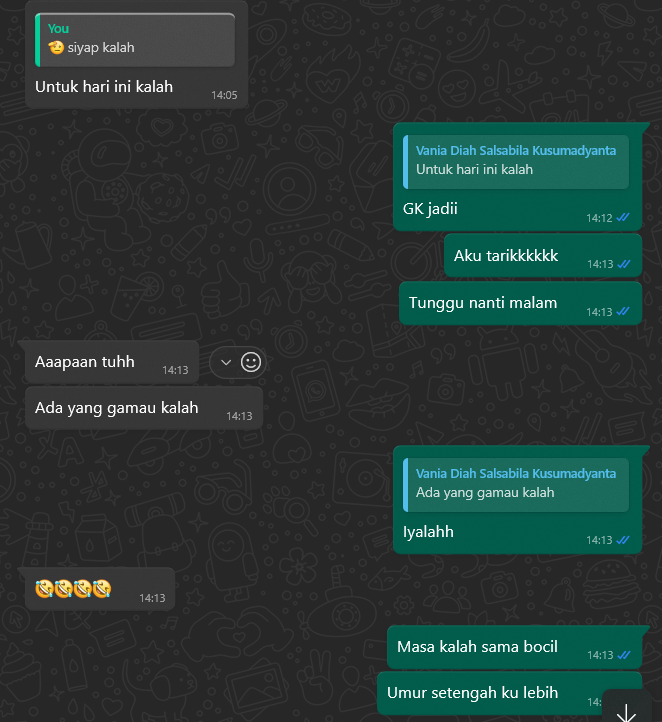 You
🫡 siyap kalah
Untuk hari ini kalah
14:05
Vania Diah Salsabila Kusumadyanta
Untuk hari ini kalah
GK jadii
14:12
Aku tarikkkkkk
14:13
Tunggu nanti malam
14:13
Aaapaan tuhh
14:13
Ada yang gamau kalah
14:13
Vania Diah Salsabila Kusumadyanta
Ada yang gamau kalah
Iyalahh
14:13
🤣🤣🤣🤣
14:13
Masa kalah sama bocil
14:13
Umur setengah ku lebih